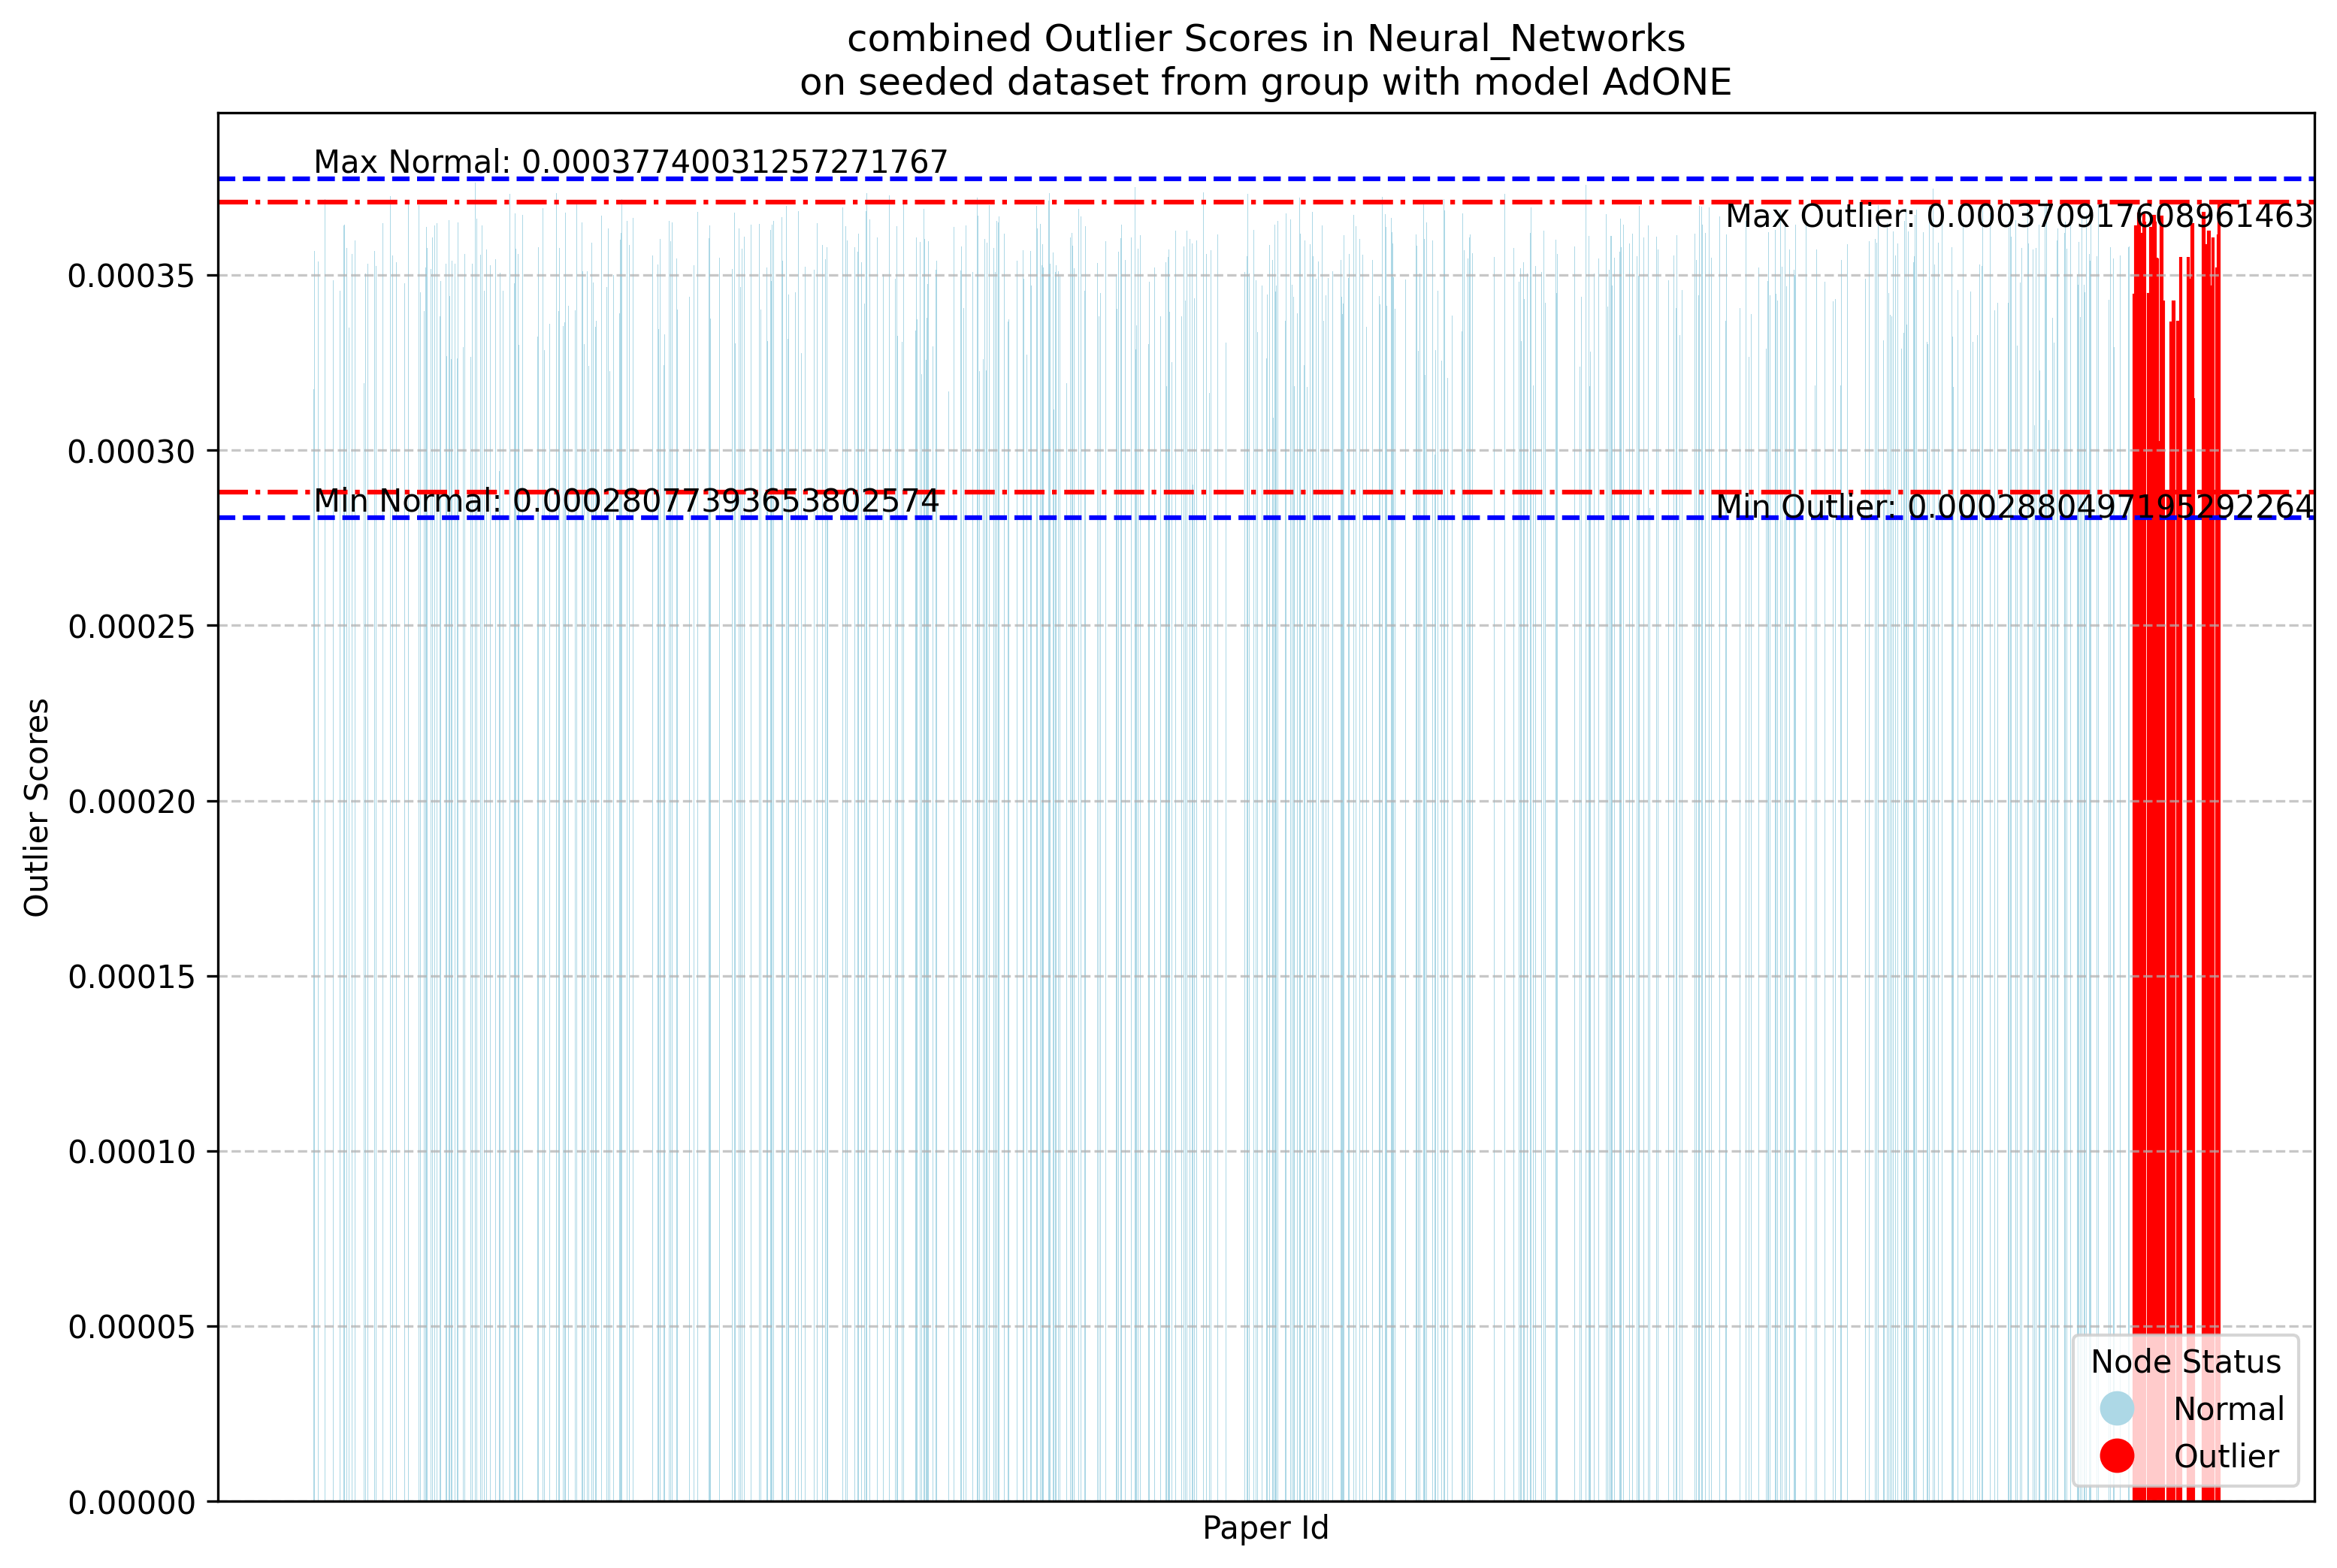 combined Outlier Scores in Neural_Networks
on seeded dataset from group with model AdONE
Max Normal: 0.00037740031257271767
Max Outlier: 0.000370917608961463
0.00035
0.00030
Min Normal: 0.00028077393653802574
Min Outlier: 0.0002880497195292264
0.00025
0.00020
0.00015
0.00010
0.00005
0.00000
Outlier Scores
Paper Id
Node Status
Normal
Outlier